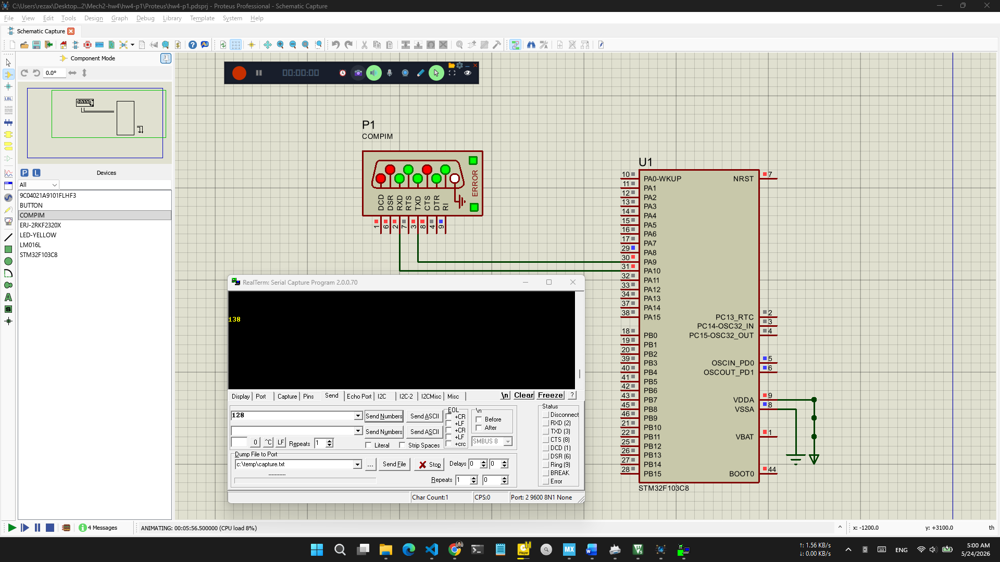 C:\Users\rezax\Desktop...2\Mech2-hw4\hw4-p1\Proteus\hw4-p1.pdsprj - Proteus Professional - Schematic Capture
File View Edit Tools Design Graph Debug Library Template System Help
Schematic Capture
Component Mode
0.0°
LBL
P L Devices
All
9C04021A9101FLHF3
BUTTON
COMPIM
ERJ-2RKF2320X
LED-YELLOW
LM016L
STM32F103C8
00:00:00
P1
COMPIM
ERROR
DCD DSR RXD RTS TXD CTS DTR RI
1 6 2 7 3 8 4 9
U1
10 PA0-WKUP NRST 7
11 PA1
12 PA2
13 PA3
14 PA4
15 PA5
16 PA6
17 PA7
29 PA8
30 PA9
31 PA10
32 PA11
33 PA12
34 PA13
37 PA14
38 PA15 PC13_RTC 2
PC14-OSC32_IN 3
18 PB0 PC15-OSC32_OUT 4
19 PB1
20 PB2
39 PB3 OSCIN_PD0 5
40 PB4 OSCOUT_PD1 6
41 PB5
42 PB6
43 PB7 VDDA 9
45 PB8 VSSA 8
46 PB9
21 PB10
22 PB11 VBAT 1
25 PB12
26 PB13
27 PB14
28 PB15 BOOT0 44
STM32F103C8
RealTerm: Serial Capture Program 2.0.0.70
138
Display Port Capture Pins Send Echo Port I2C I2C-2 I2CMisc Misc \n Clear Freeze ?
128 Send Numbers Send ASCII
Send Numbers Send ASCII
0 ^C LF Repeats 1 Literal Strip Spaces
EOL
+CR
+LF
+CR
+LF
+crc
\n
Before
After
SMBUS 8
Dump File to Port
c:\temp\capture.txt ... Send File Stop Delays 0 0
Repeats 1 0
Status
Disconnect
RXD (2)
TXD (3)
CTS (8)
DCD (1)
DSR (6)
Ring (9)
BREAK
Error
Char Count:1 CPS:0 Port: 2 9600 8N1 None
4 Messages ANIMATING: 00:05:56.500000 (CPU load 8%) x: -1200.0 y: +3100.0 th
↑: 1.56 KB/s
↓: 0.00 KB/s
ENG
5:00 AM
5/24/2026